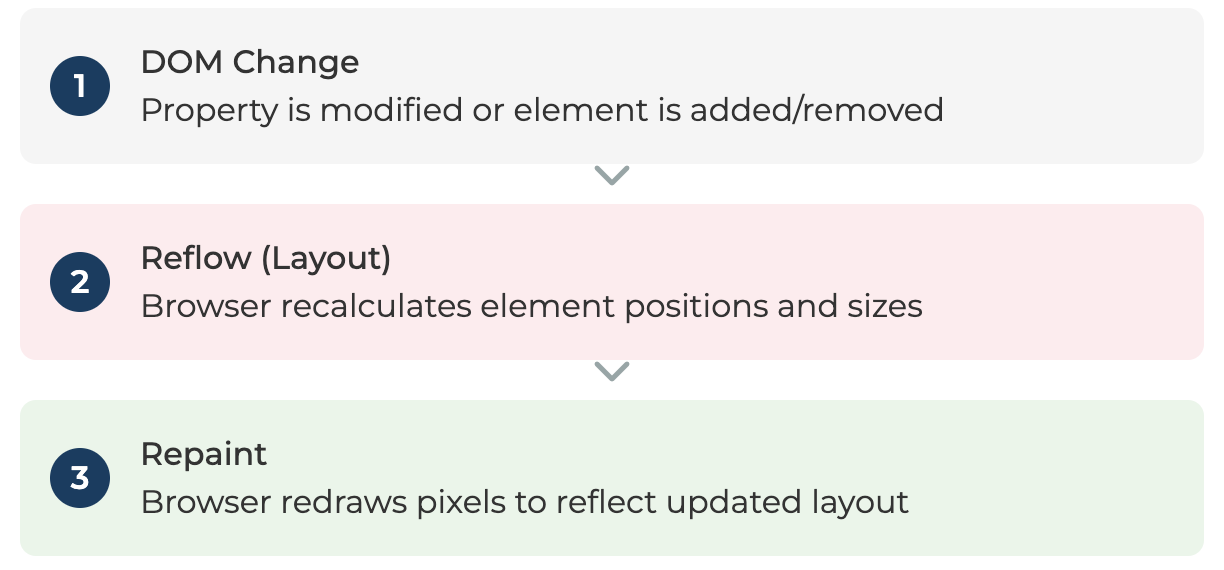 1
DOM Change
Property is modified or element is added/removed
2
Reflow (Layout)
Browser recalculates element positions and sizes
3
Repaint
Browser redraws pixels to reflect updated layout